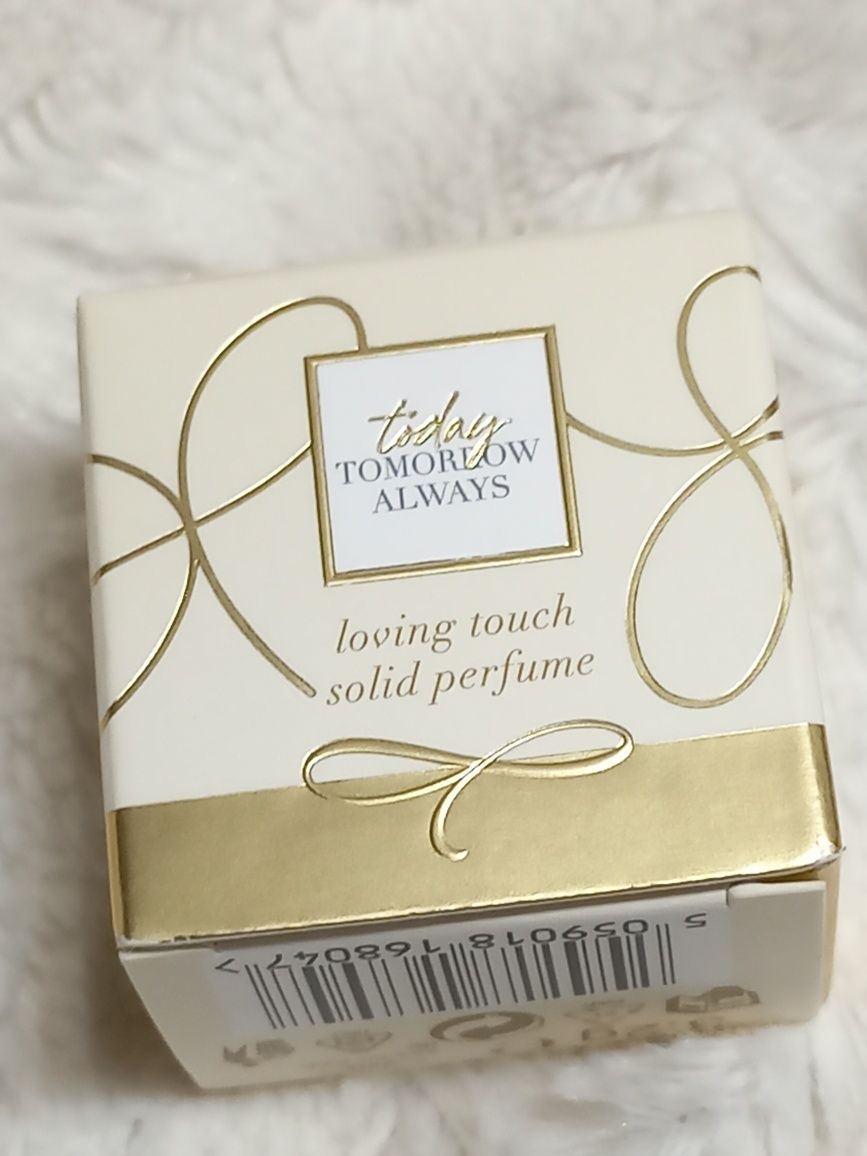 today
TOMORROW
ALWAYS
loving touch
solid perfume
5 059018 168047 >